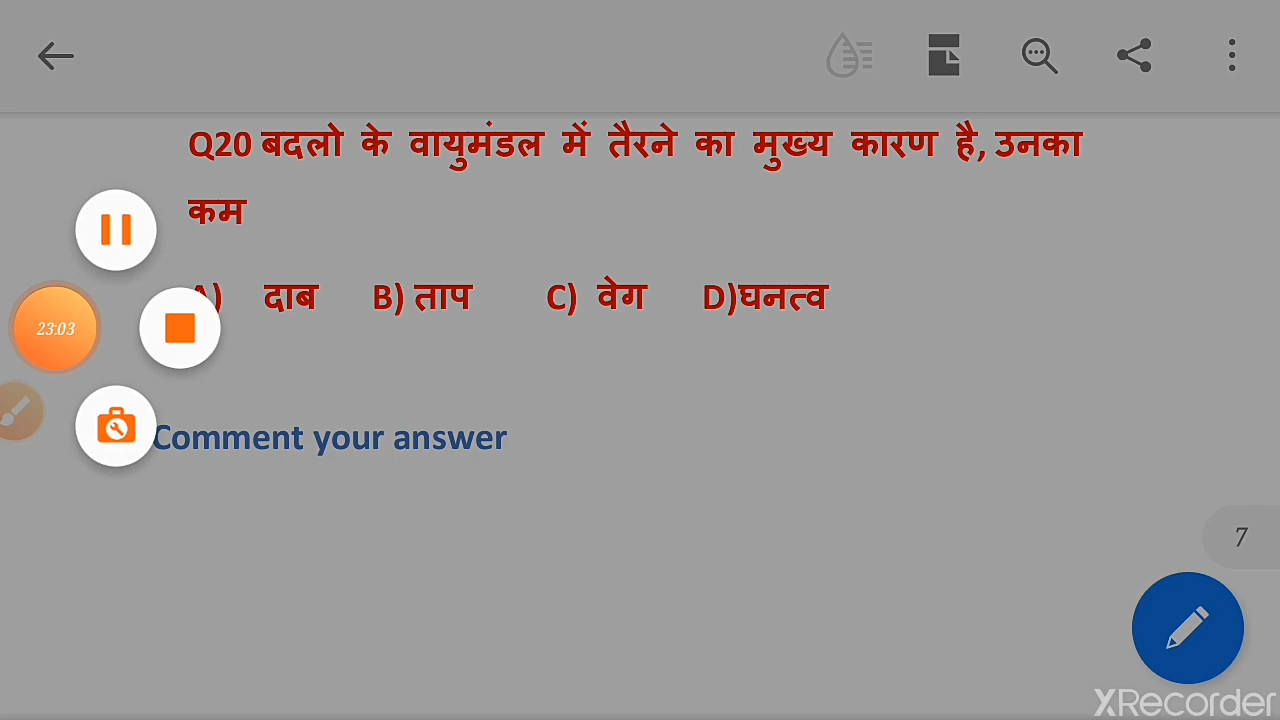 Q20 बदलो के वायुमंडल में तैरने का मुख्य कारण है, उनका
कम
A) दाब B) ताप C) वेग D)घनत्व
23:03
Comment your answer
7
XRecorder